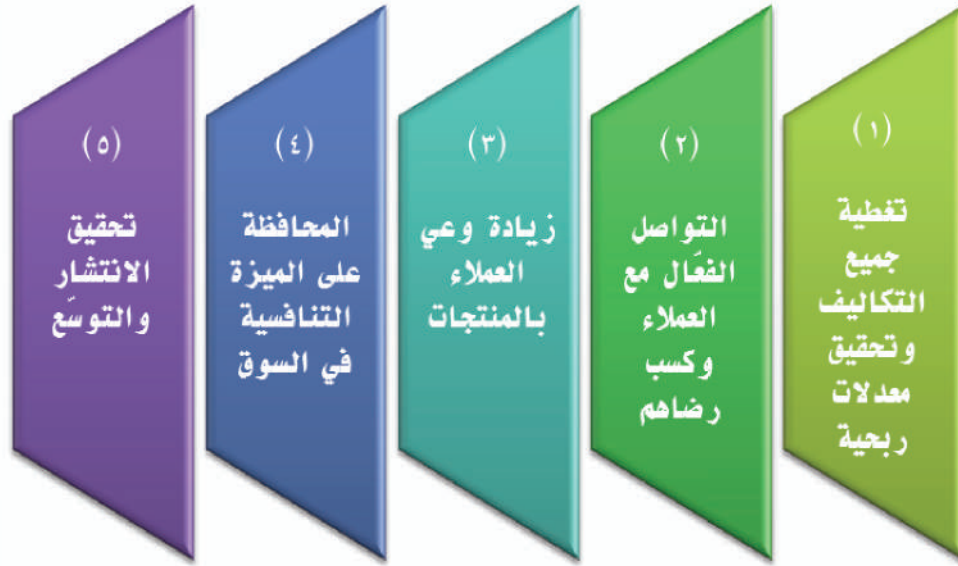 (١)
تغطية
جميع
التكاليف
وتحقيق
معدلات
ربحية
(٢)
التواصل
الفعّال مع
العملاء
وكسب
رضاهم
(٣)
زيادة وعي
العملاء
بالمنتجات
(٤)
المحافظة
على الميزة
التنافسية
في السوق
(٥)
تحقيق
الانتشار
والتوسّع